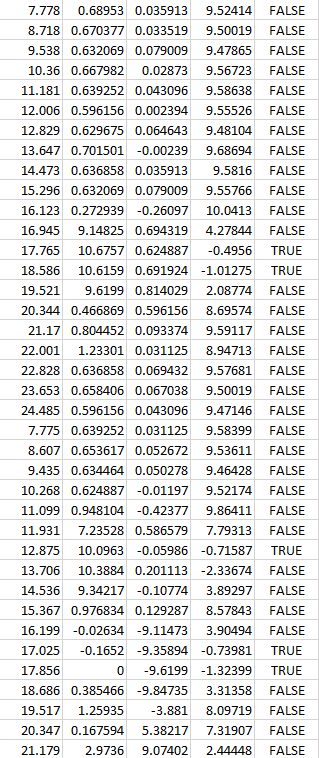 7.778 0.68953 0.035913 9.52414 FALSE
8.718 0.670377 0.033519 9.50019 FALSE
9.538 0.632069 0.079009 9.47865 FALSE
10.36 0.667982 0.02873 9.56723 FALSE
11.181 0.639252 0.043096 9.58638 FALSE
12.006 0.596156 0.002394 9.55526 FALSE
12.829 0.629675 0.064643 9.48104 FALSE
13.647 0.701501 -0.00239 9.68694 FALSE
14.473 0.636858 0.035913 9.5816 FALSE
15.296 0.632069 0.079009 9.55766 FALSE
16.123 0.272939 -0.26097 10.0413 FALSE
16.945 9.14825 0.694319 4.27844 FALSE
17.765 10.6757 0.624887 -0.4956 TRUE
18.586 10.6159 0.691924 -1.01275 TRUE
19.521 9.6199 0.814029 2.08774 FALSE
20.344 0.466869 0.596156 8.69574 FALSE
21.17 0.804452 0.093374 9.59117 FALSE
22.001 1.23301 0.031125 8.94713 FALSE
22.828 0.636858 0.069432 9.57681 FALSE
23.653 0.658406 0.067038 9.50019 FALSE
24.485 0.596156 0.043096 9.47146 FALSE
7.775 0.639252 0.031125 9.58399 FALSE
8.607 0.653617 0.052672 9.53611 FALSE
9.435 0.634464 0.050278 9.46428 FALSE
10.268 0.624887 -0.01197 9.52174 FALSE
11.099 0.948104 -0.42377 9.86411 FALSE
11.931 7.23528 0.586579 7.79313 FALSE
12.875 10.0963 -0.05986 -0.71587 TRUE
13.706 10.3884 0.201113 -2.33674 FALSE
14.536 9.34217 -0.10774 3.89297 FALSE
15.367 0.976834 0.129287 8.57843 FALSE
16.199 -0.02634 -9.11473 3.90494 FALSE
17.025 -0.1652 -9.35894 -0.73981 TRUE
17.856 0 -9.6199 -1.32399 TRUE
18.686 0.385466 -9.84735 3.31358 FALSE
19.517 1.25935 -3.881 8.09719 FALSE
20.347 0.167594 5.38217 7.31907 FALSE
21.179 2.9736 9.07402 2.44448 FALSE